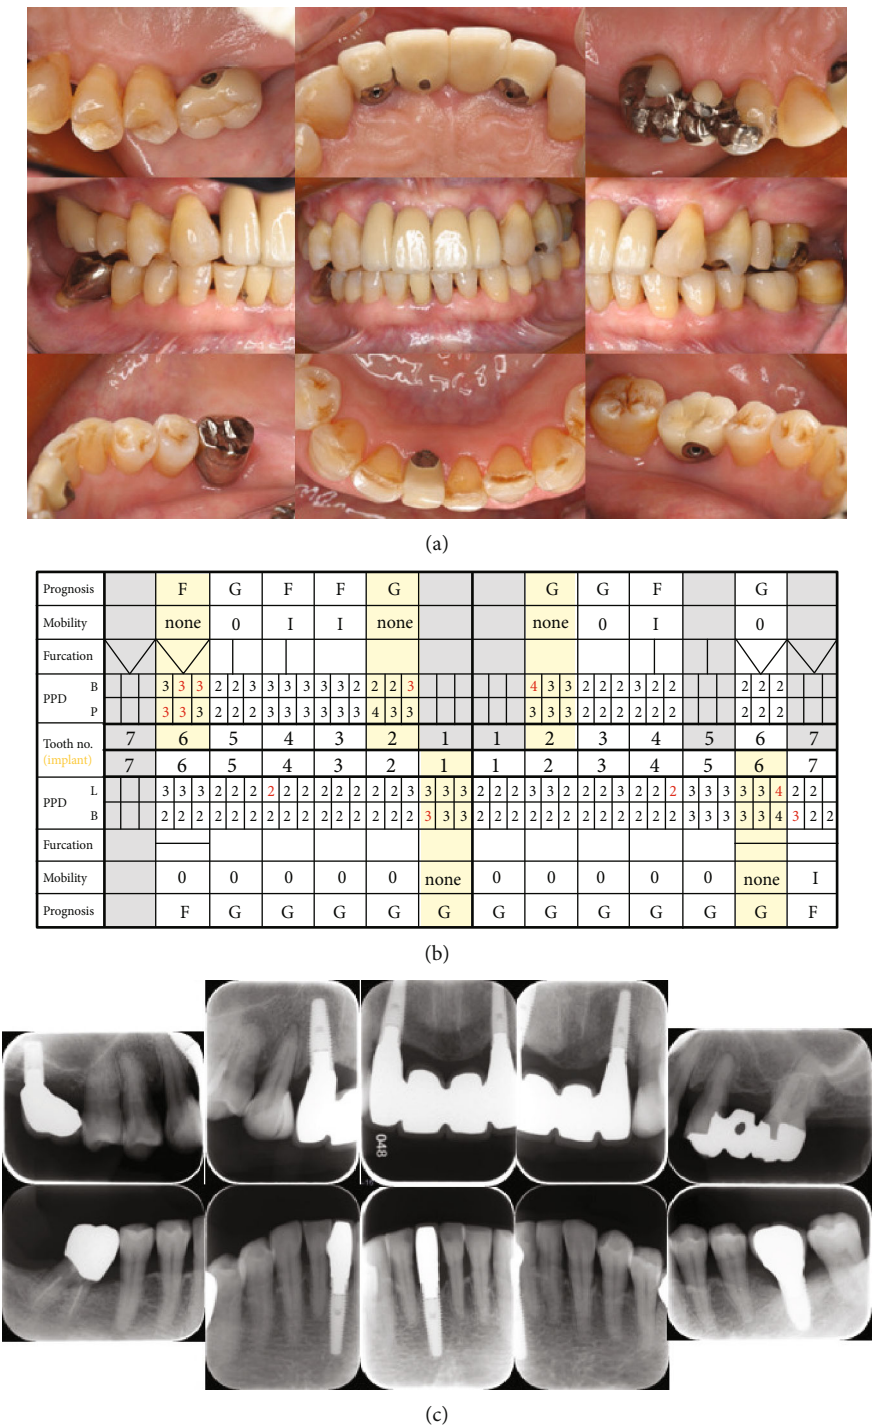 (a)
Prognosis F G F F G G G F G
Mobility none 0 I I none none 0 I 0
Furcation
PPD B 3 3 3 2 2 3 3 3 3 3 3 2 2 2 3 4 3 3 2 2 2 3 2 2 2 2 2
P 3 3 3 2 2 2 3 3 3 3 3 3 4 3 3 3 3 3 2 2 2 2 2 2 2 2 2
Tooth no. 7 6 5 4 3 2 1 1 2 3 4 5 6 7
(implant) 7 6 5 4 3 2 1 1 2 3 4 5 6 7
PPD L 3 3 3 2 2 2 2 2 2 2 2 2 2 2 3 3 3 3 2 2 2 3 3 2 2 2 3 2 2 2 3 3 3 3 3 4 2 2
B 2 2 2 2 2 2 2 2 2 2 2 2 2 2 2 3 3 3 2 2 2 2 2 2 2 2 2 2 2 2 3 3 3 3 3 4 3 2 2
Furcation
Mobility 0 0 0 0 0 none 0 0 0 0 0 none I
Prognosis F G G G G G G G G G G G F
(b)
048
(c)